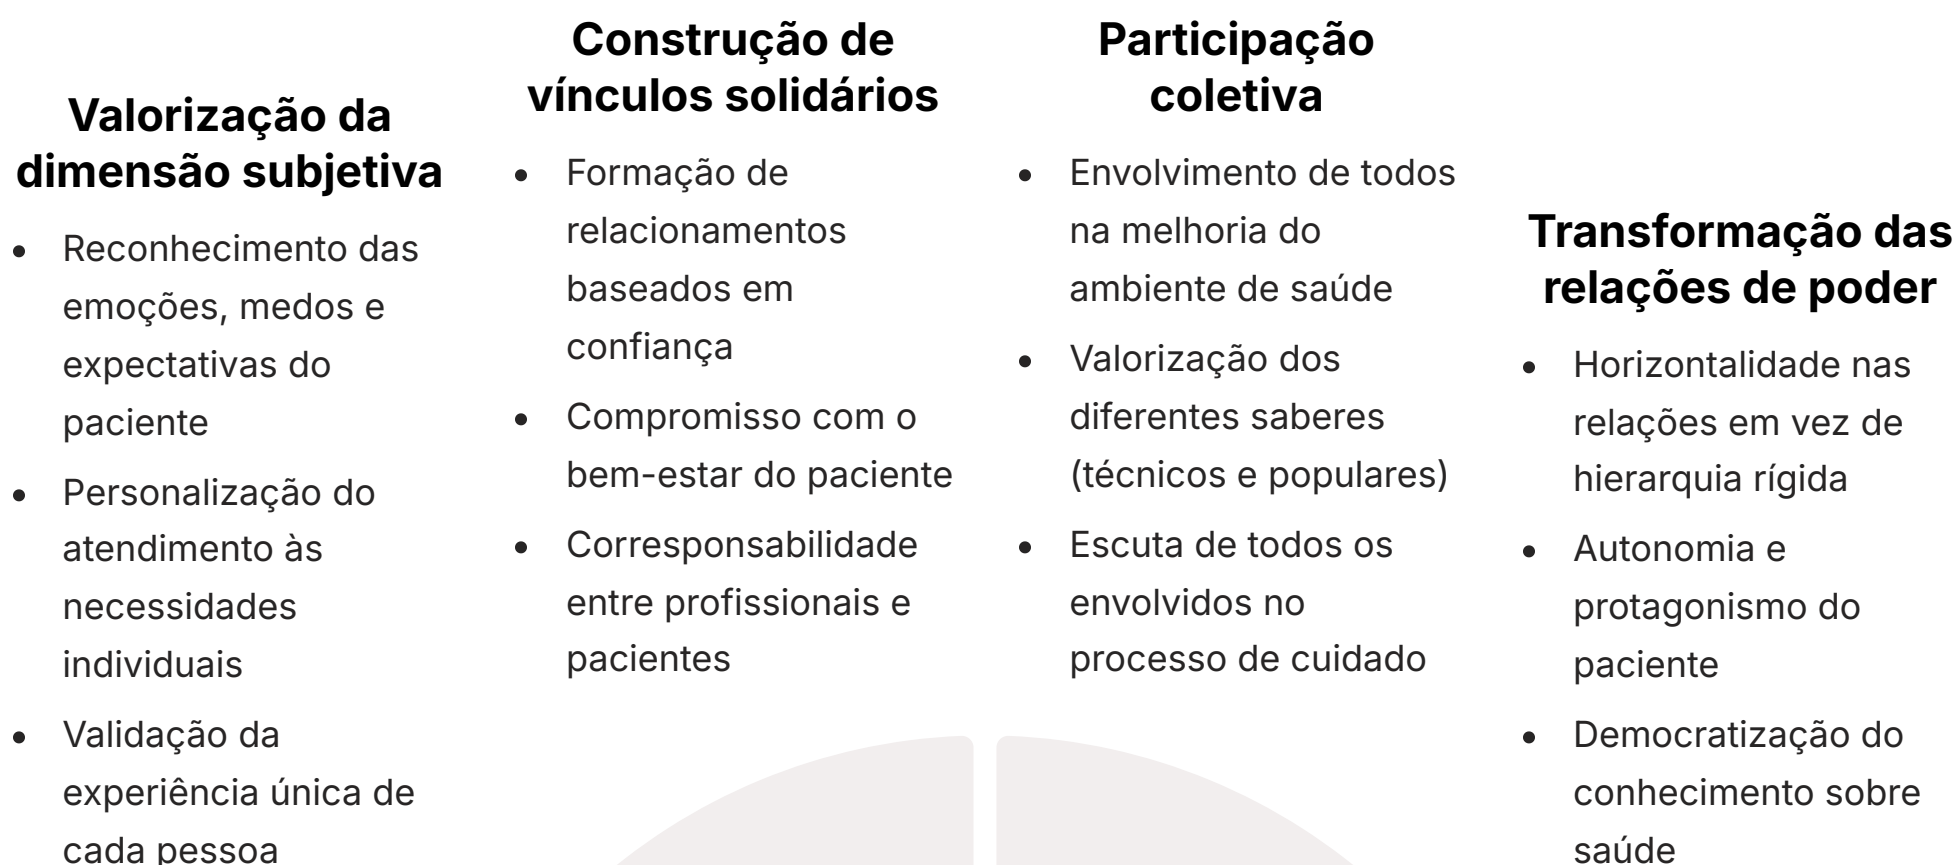 Valorização da
dimensão subjetiva
• Reconhecimento das
emoções, medos e
expectativas do
paciente
• Personalização do
atendimento às
necessidades
individuais
• Validação da
experiência única de
cada pessoa
Construção de
vínculos solidários
• Formação de
relacionamentos
baseados em
confiança
• Compromisso com o
bem-estar do paciente
• Corresponsabilidade
entre profissionais e
pacientes
Participação
coletiva
• Envolvimento de todos
na melhoria do
ambiente de saúde
• Valorização dos
diferentes saberes
(técnicos e populares)
• Escuta de todos os
envolvidos no
processo de cuidado
Transformação das
relações de poder
• Horizontalidade nas
relações em vez de
hierarquia rígida
• Autonomia e
protagonismo do
paciente
• Democratização do
conhecimento sobre
saúde